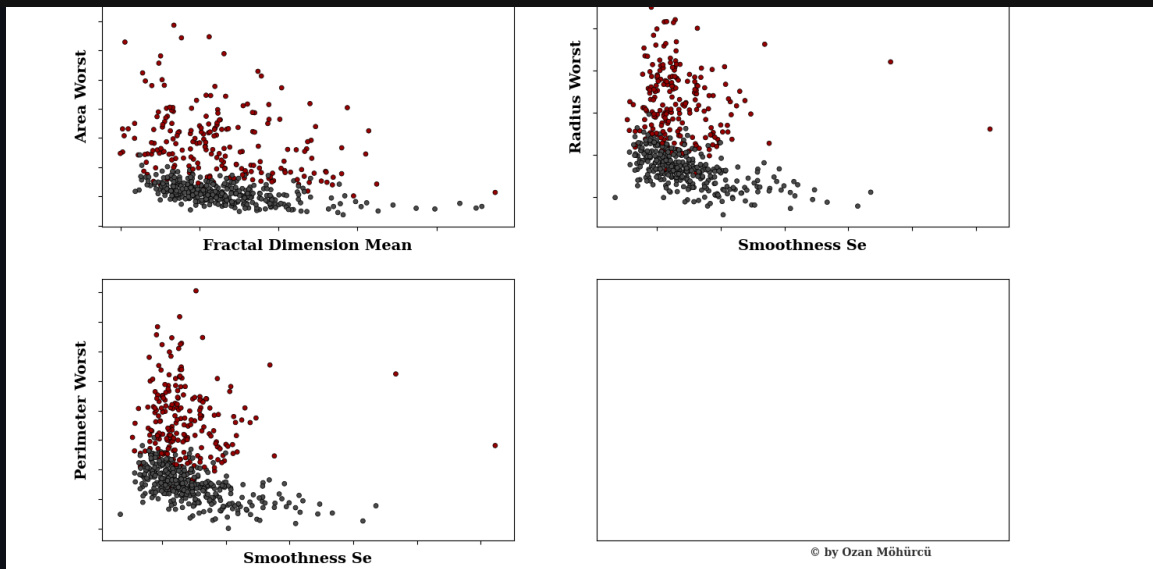 Area Worst
Fractal Dimension Mean
Radius Worst
Smoothness Se
Perimeter Worst
Smoothness Se
© by Ozan Möhürcü